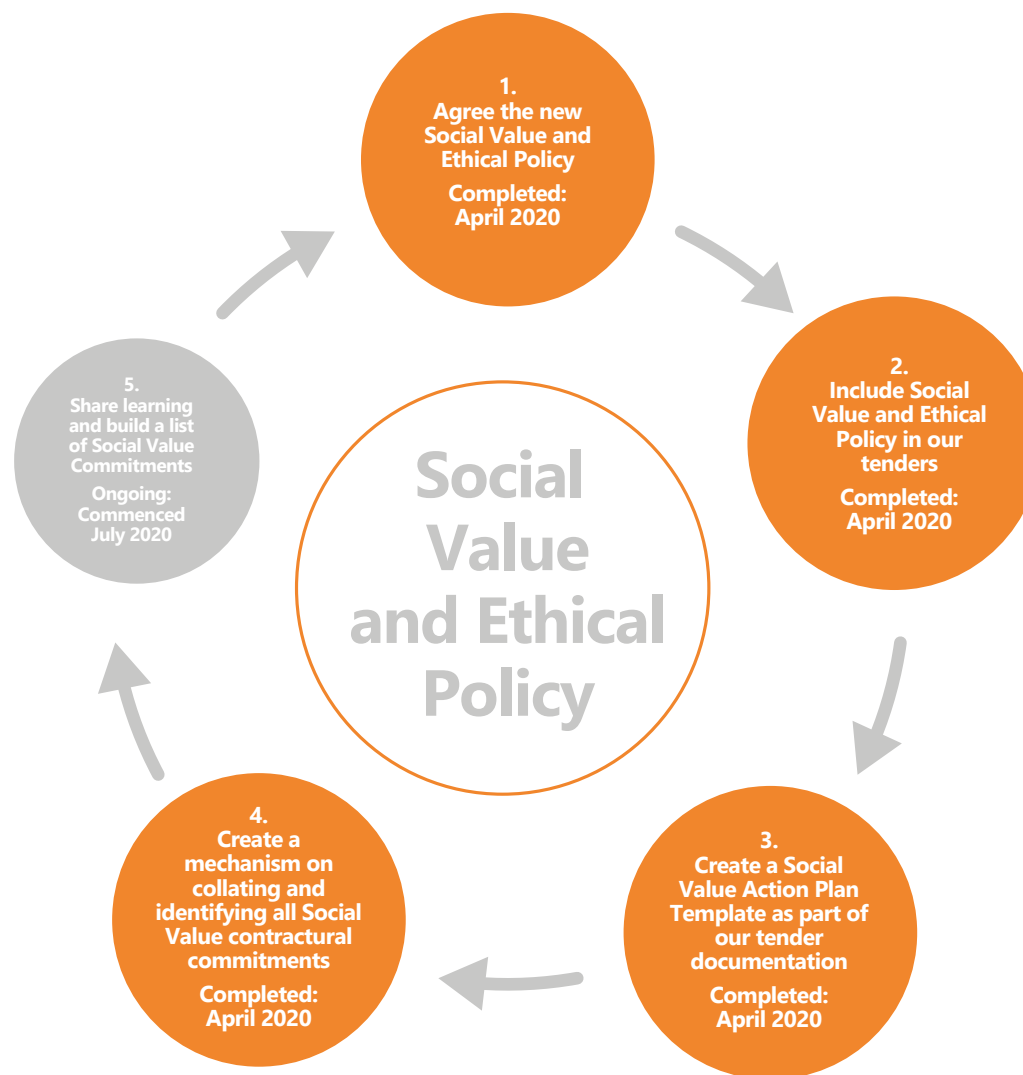 1.
Agree the new
Social Value and
Ethical Policy
Completed:
April 2020
2.
Include Social
Value and Ethical
Policy in our
tenders
Completed:
April 2020
3.
Create a Social
Value Action Plan
Template as part of
our tender
documentation
Completed:
April 2020
4.
Create a
mechanism on
collating and
identifying all Social
Value contractural
commitments
Completed:
April 2020
5.
Share learning
and build a list
of Social Value
Commitments
Ongoing:
Commenced
July 2020
Social
Value
and Ethical
Policy